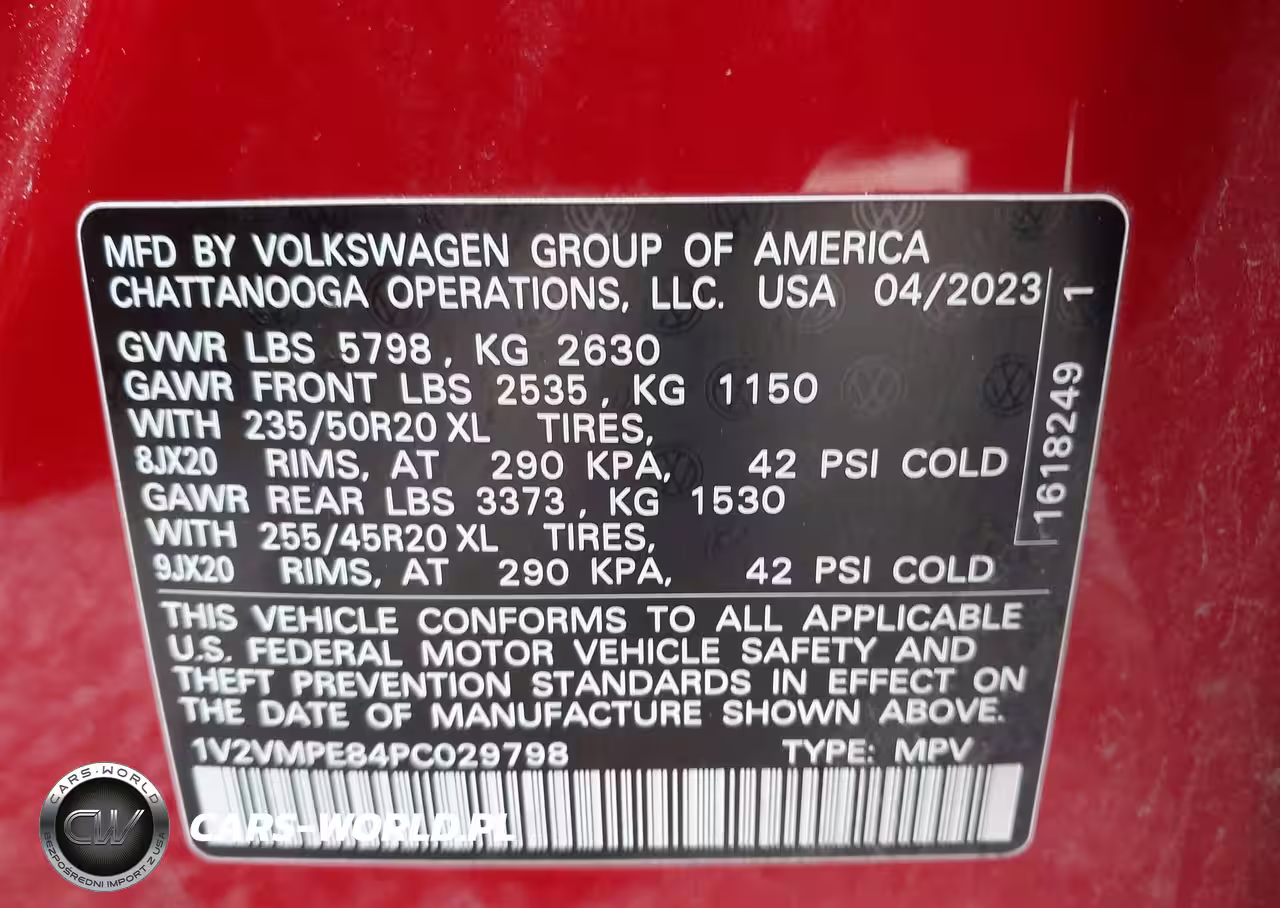 MFD BY VOLKSWAGEN GROUP OF AMERICA
CHATTANOOGA OPERATIONS, LLC. USA 04/2023
GVWR LBS 5798, KG 2630
GAWR FRONT LBS 2535, KG 1150
WITH 235/50R20 XL TIRES,
8JX20 RIMS, AT 290 KPA, 42 PSI COLD
GAWR REAR LBS 3373, KG 1530
WITH 255/45R20 XL TIRES,
9JX20 RIMS, AT 290 KPA, 42 PSI COLD
1618249 1
THIS VEHICLE CONFORMS TO ALL APPLICABLE
U.S. FEDERAL MOTOR VEHICLE SAFETY AND
THEFT PREVENTION STANDARDS IN EFFECT ON
THE DATE OF MANUFACTURE SHOWN ABOVE.
1V2VMPE84PC029798 TYPE: MPV
CARS-WORLD
CW
BEZPOŚREDNI IMPORT Z USA
CARS-WORLD.PL